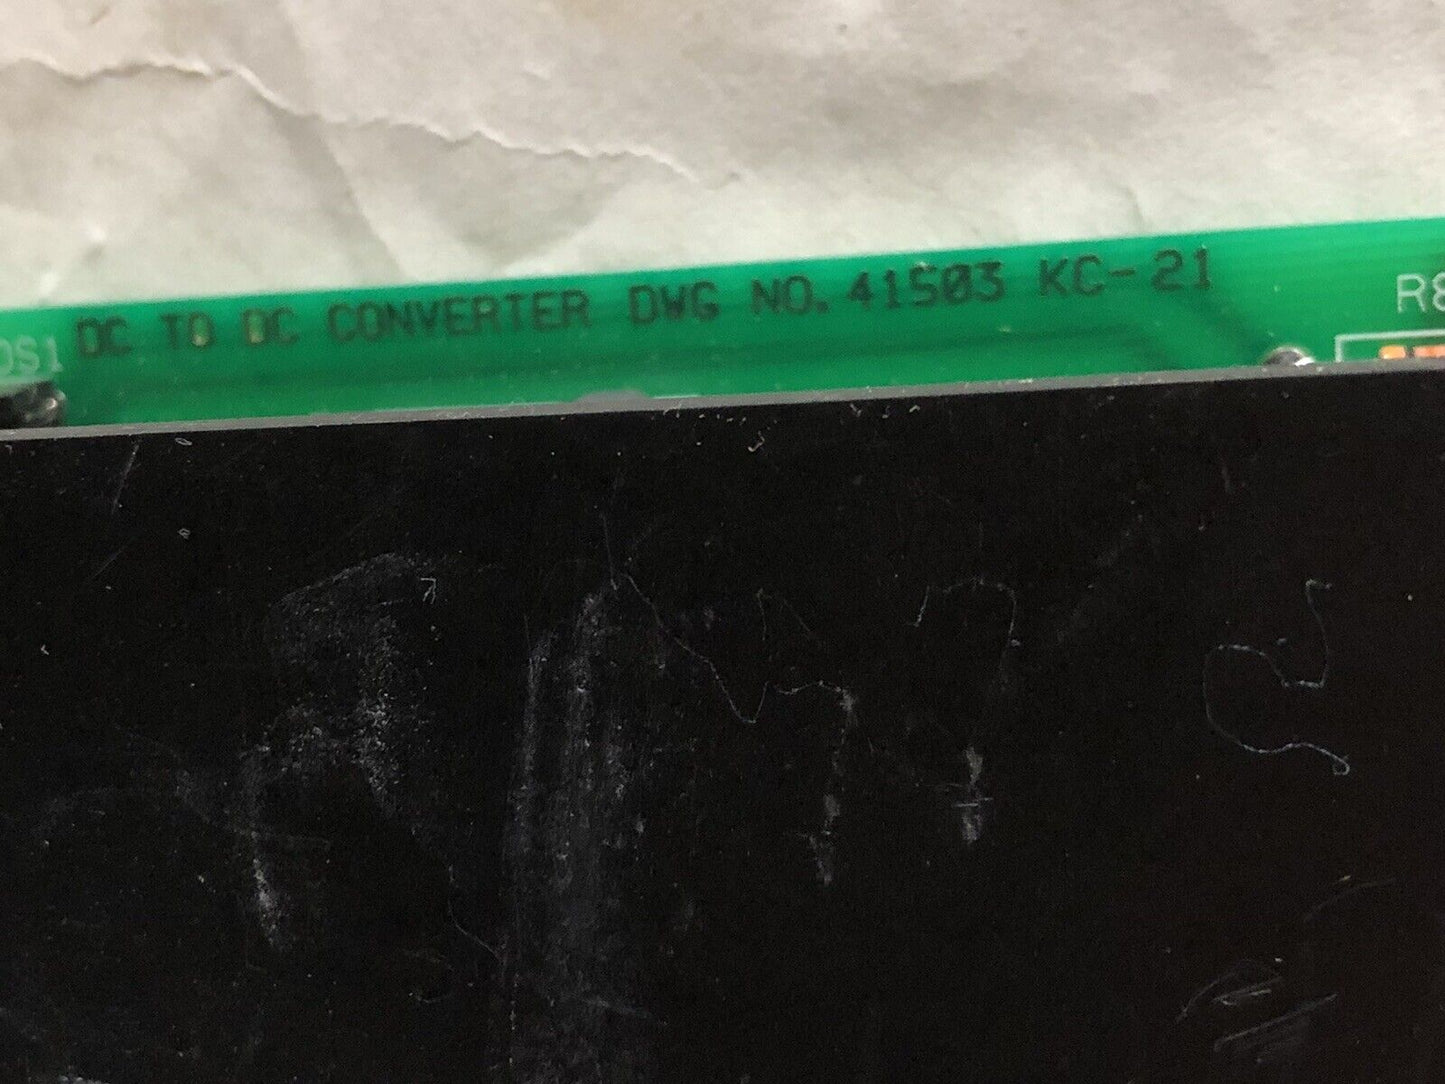 DC TO DC CONVERTER DWG NO. 41503 KC-21
DS1
R8